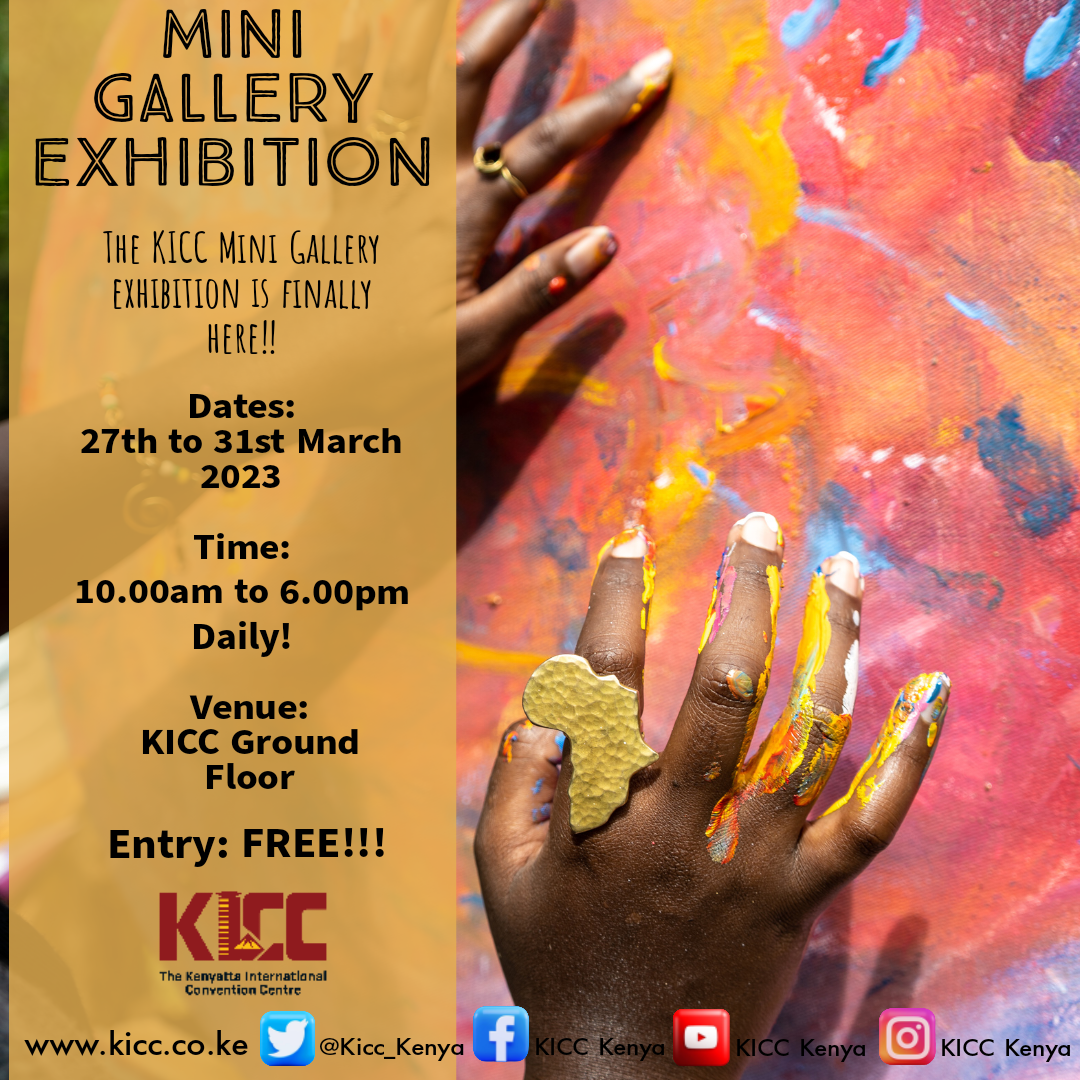 MINI
GALLERY
EXHIBITION
The KICC Mini Gallery
exhibition is finally
here!!
Dates:
27th to 31st March
2023
Time:
10.00am to 6.00pm
Daily!
Venue:
KICC Ground
Floor
Entry: FREE!!!
KICC
The Kenyatta International
Convention Centre
www.kicc.co.ke @Kicc_Kenya KICC Kenya KICC Kenya KICC Kenya